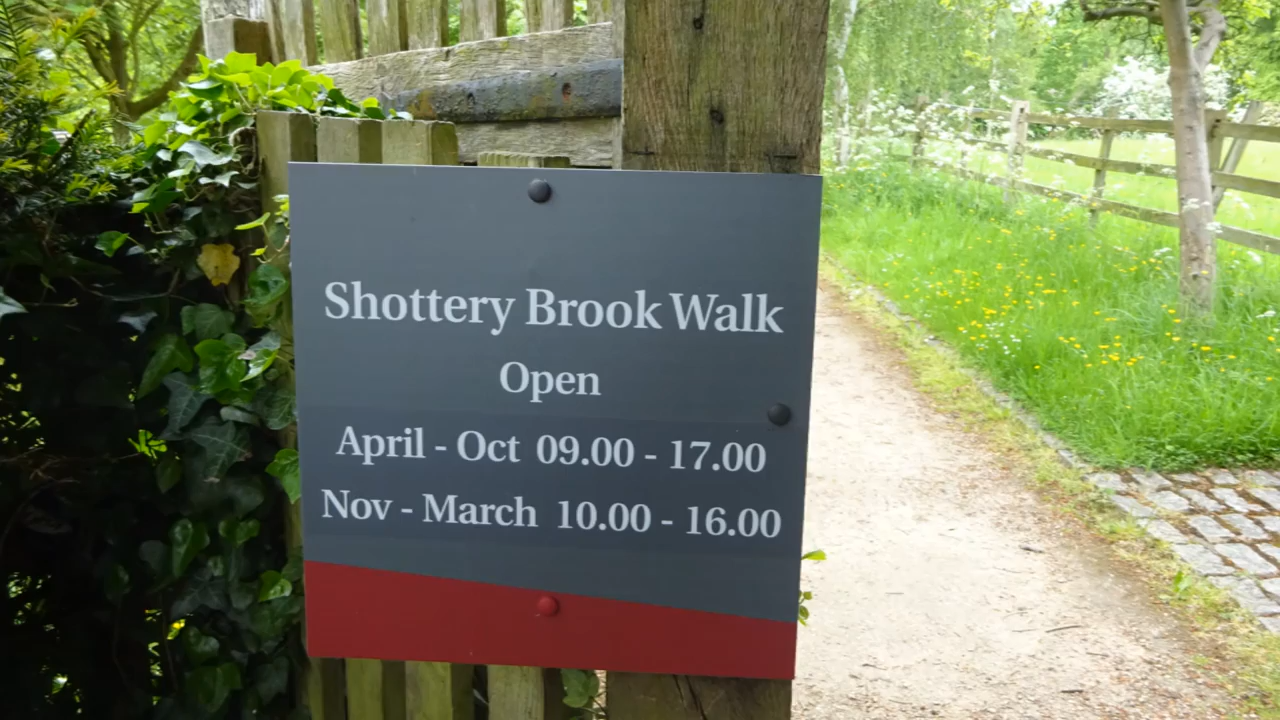 Shottery Brook Walk
Open
April - Oct 09.00 - 17.00
Nov - March 10.00 - 16.00